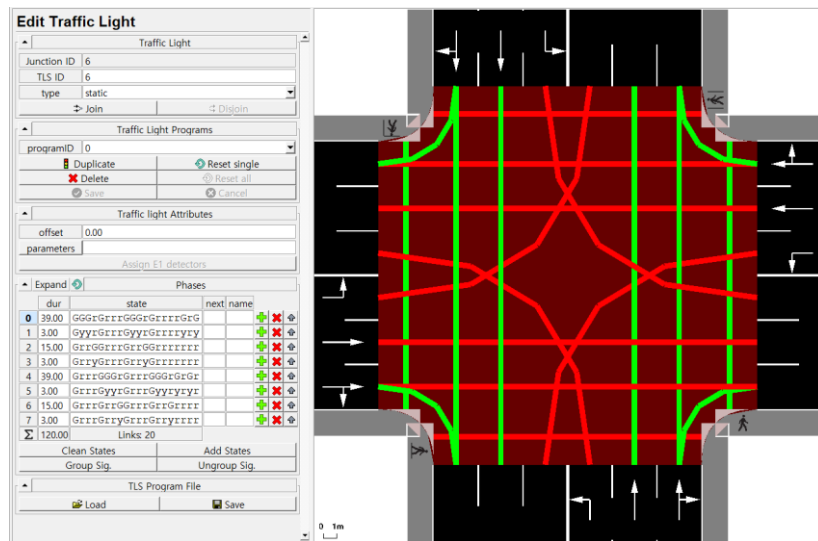 Edit Traffic Light
Traffic Light
Junction ID 6
TLS ID 6
type static
Join Disjoin
Traffic Light Programs
programID 0
Duplicate Reset single
Delete Reset all
Save Cancel
Traffic light Attributes
offset 0.00
parameters
Assign E1 detectors
Expand Phases
dur state next name
0 39.00 GGGrGrrrGGGrGrrrrGrG
1 3.00 GyyrGrrrGyyrGrrrryry
2 15.00 GrrGGrrrGrrGGrrrrrrr
3 3.00 GrryGrrrGrryGrrrrrrr
4 39.00 GrrrGGGrGrrrGGGrGrGr
5 3.00 GrrrGyyrGrrrGyyryryr
6 15.00 GrrrGrrGGrrrGrrGrrrr
7 3.00 GrrrGrryGrrrGrryrrrr
Σ 120.00 Links: 20
Clean States Add States
Group Sig. Ungroup Sig.
TLS Program File
Load Save
0 1m